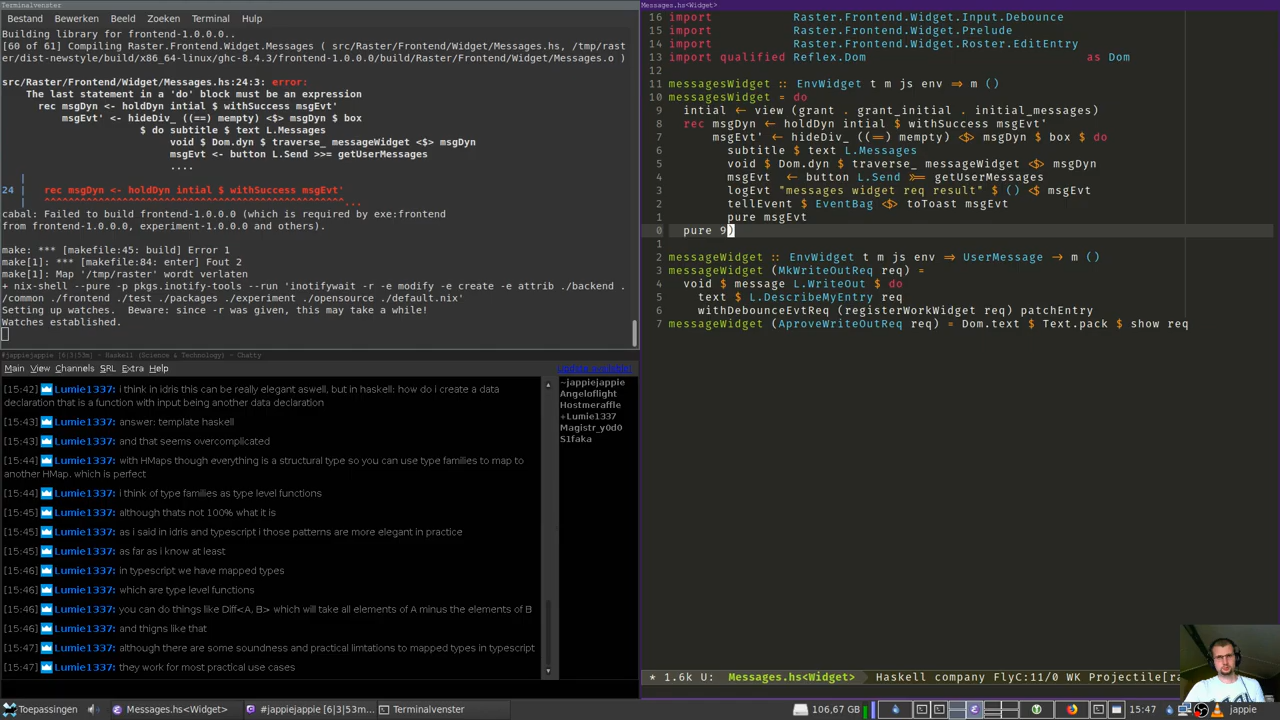 Terminalvenster
Bestand Bewerken Beeld Zoeken Terminal Hulp
Building library for frontend-1.0.0.0..
[60 of 61] Compiling Raster.Frontend.Widget.Messages ( src/Raster/Frontend/Widget/Messages.hs, /tmp/rast
er/dist-newstyle/build/x86_64-linux/ghc-8.4.3/frontend-1.0.0.0/build/Raster/Frontend/Widget/Messages.o )
src/Raster/Frontend/Widget/Messages.hs:24:3: error:
The last statement in a 'do' block must be an expression
rec msgDyn <- holdDyn intial $ withSuccess msgEvt'
msgEvt' <- hideDiv_ ((==) mempty) <$> msgDyn $ box
$ do subtitle $ text L.Messages
void $ Dom.dyn $ traverse_ messageWidget <$> msgDyn
msgEvt <- button L.Send >>= getUserMessages
....
|
24 | rec msgDyn <- holdDyn intial $ withSuccess msgEvt'
| ^^^^^^^^^^^^^^^^^^^^^^^^^^^^^^^^^^^^^^^^^^^^^^^^^^...
cabal: Failed to build frontend-1.0.0.0 (which is required by exe:frontend
from frontend-1.0.0.0, experiment-1.0.0.0 and others).
make: *** [makefile:45: build] Error 1
make[1]: *** [makefile:84: enter] Fout 2
make[1]: Map '/tmp/raster' wordt verlaten
+ nix-shell --pure -p pkgs.inotify-tools --run 'inotifywait -r -e modify -e create -e attrib ./backend .
/common ./frontend ./test ./packages ./experiment ./opensource ./default.nix'
Setting up watches. Beware: since -r was given, this may take a while!
Watches established.
#jappiejappie [6|3|53m] - Haskell (Science & Technology) - Chatty
Main View Channels SRL Extra Help
Update available!
[15:42] Lumie1337: i think in idris this can be really elegant aswell, but in haskell: how do i create a data
declaration that is a function with input being another data declaration
[15:43] Lumie1337: answer: template haskell
[15:43] Lumie1337: and that seems overcomplicated
[15:44] Lumie1337: with HMaps though everything is a structural type so you can use type families to map to
another HMap. which is perfect
[15:44] Lumie1337: i think of type families as type level functions
[15:45] Lumie1337: although thats not 100% what it is
[15:45] Lumie1337: as i said in idris and typescript i those patterns are more elegant in practice
[15:45] Lumie1337: as far as i know at least
[15:46] Lumie1337: in typescript we have mapped types
[15:46] Lumie1337: which are type level functions
[15:46] Lumie1337: you can do things like Diff<A, B> which will take all elements of A minus the elements of B
[15:46] Lumie1337: and thigns like that
[15:47] Lumie1337: although there are some soundness and practical limtations to mapped types in typescript
[15:47] Lumie1337: they work for most practical use cases
~jappiejappie
Angeloflight
Hostmeraffle
+Lumie1337
Magistr_y0d0
S1faka
Messages.hs<Widget>
16 import Raster.Frontend.Widget.Input.Debounce
15 import Raster.Frontend.Widget.Prelude
14 import Raster.Frontend.Widget.Roster.EditEntry
13 import qualified Reflex.Dom as Dom
12
11 messagesWidget :: EnvWidget t m js env ⇒ m ()
10 messagesWidget = do
9 intial ← view (grant . grant_initial . initial_messages)
8 rec msgDyn ← holdDyn intial $ withSuccess msgEvt'
7 msgEvt' ← hideDiv_ ((==) mempty) <$> msgDyn $ box $ do
6 subtitle $ text L.Messages
5 void $ Dom.dyn $ traverse_ messageWidget <$> msgDyn
4 msgEvt ← button L.Send >>= getUserMessages
3 logEvt "messages widget req result" $ () <$ msgEvt
2 tellEvent $ EventBag <$> toToast msgEvt
1 pure msgEvt
0 pure 9)
1
2 messageWidget :: EnvWidget t m js env ⇒ UserMessage → m ()
3 messageWidget (MkWriteOutReq req) =
4 void $ message L.WriteOut $ do
5 text $ L.DescribeMyEntry req
6 withDebounceEvtReq (registerWorkWidget req) patchEntry
7 messageWidget (AproveWriteOutReq req) = Dom.text $ Text.pack $ show req
* 1.6k U: Messages.hs<Widget> Haskell company FlyC:11/0 WK Projectile[ra
Toepassingen Messages.hs<Widget> #jappiejappie [6|3|53m... Terminalvenster 106,67 GB 15:47 jappie